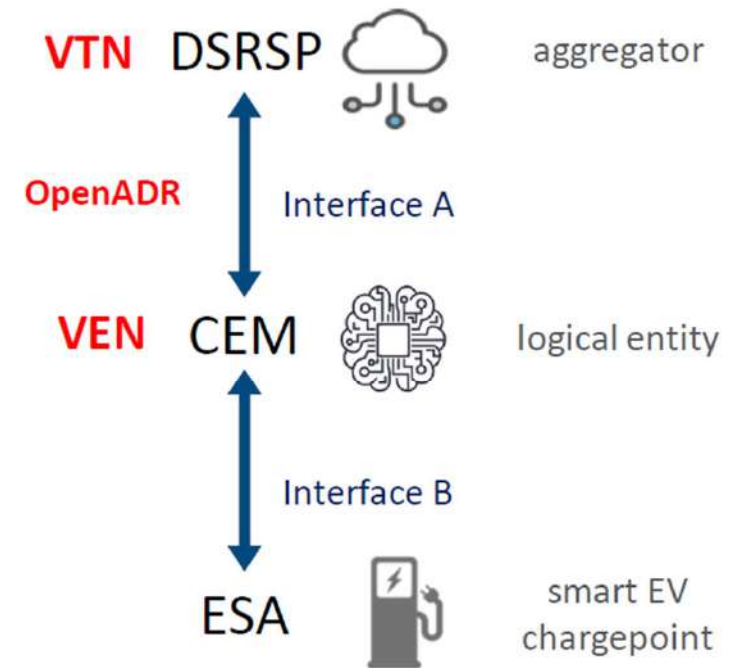 VTN DSRSP aggregator
OpenADR Interface A
VEN CEM logical entity
Interface B
ESA smart EV
chargepoint